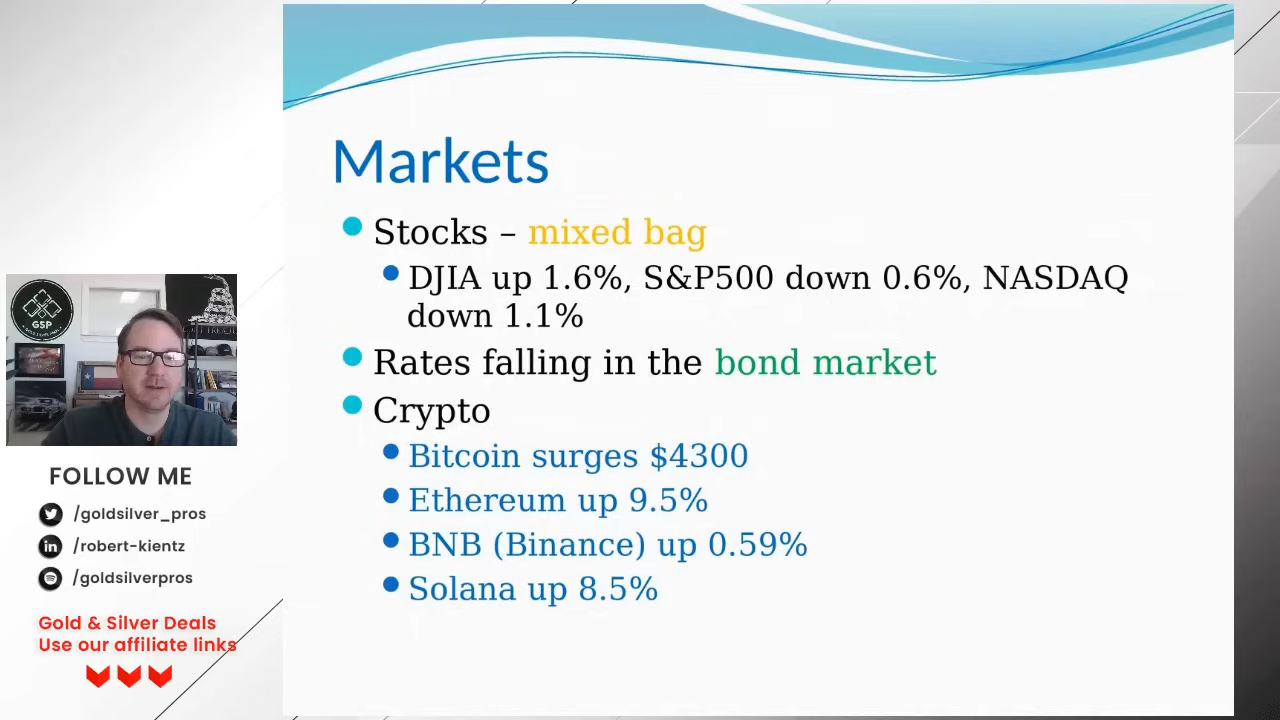 Markets
Stocks – mixed bag
DJIA up 1.6%, S&P500 down 0.6%, NASDAQ
down 1.1%
Rates falling in the bond market
Crypto
Bitcoin surges $4300
Ethereum up 9.5%
BNB (Binance) up 0.59%
Solana up 8.5%
GSP
FOLLOW ME
/goldsilver_pros
/robert-kientz
/goldsilverpros
Gold & Silver Deals
Use our affiliate links